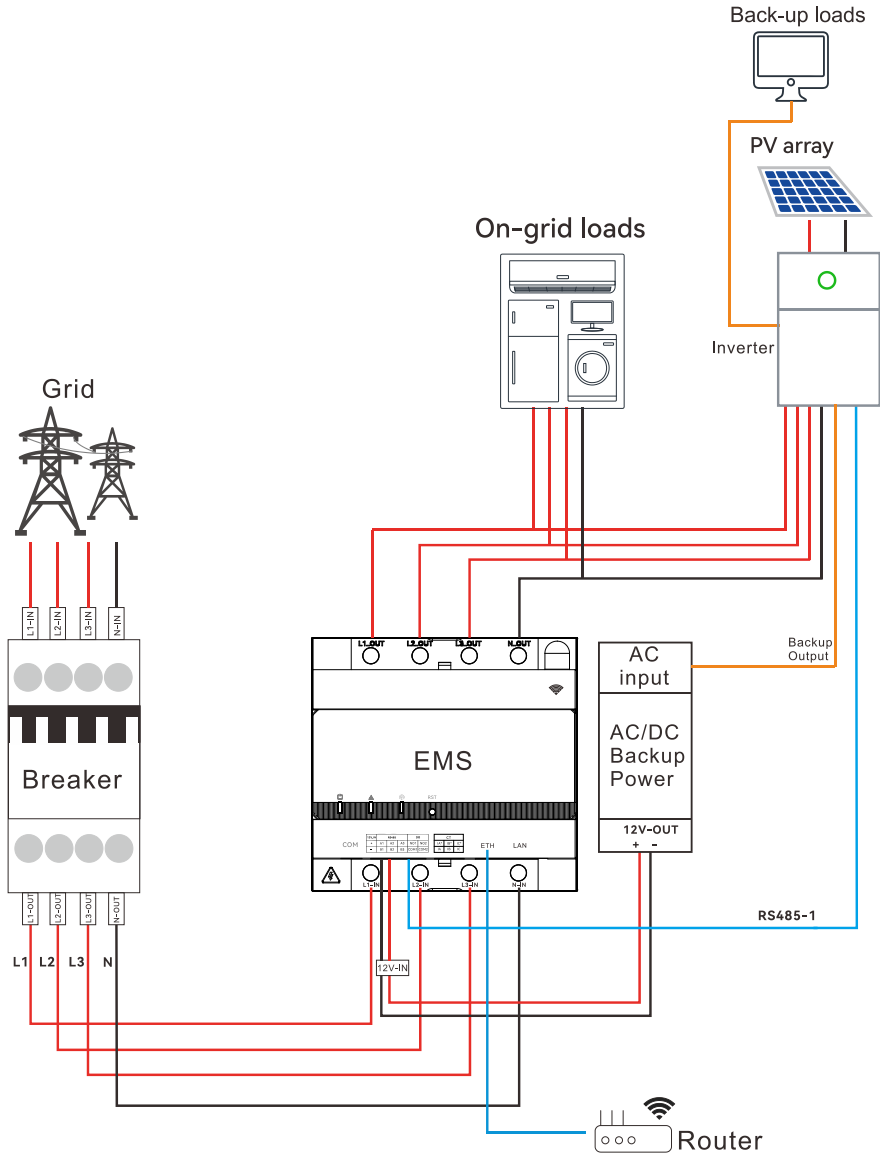 Back-up loads
PV array
On-grid loads
Inverter
Grid
L1-IN
L2-IN
L3-IN
N-IN
Breaker
L1-OUT
L2-OUT
L3-OUT
N-OUT
L1
L2
L3
N
L1_OUT
L2_OUT
L3_OUT
N_OUT
EMS
RST
COM
ETH
LAN
L1-IN
L2-IN
L3-IN
N-IN
12V-IN
AC
input
AC/DC
Backup
Power
12V-OUT
+ -
Backup
Output
RS485-1
Router